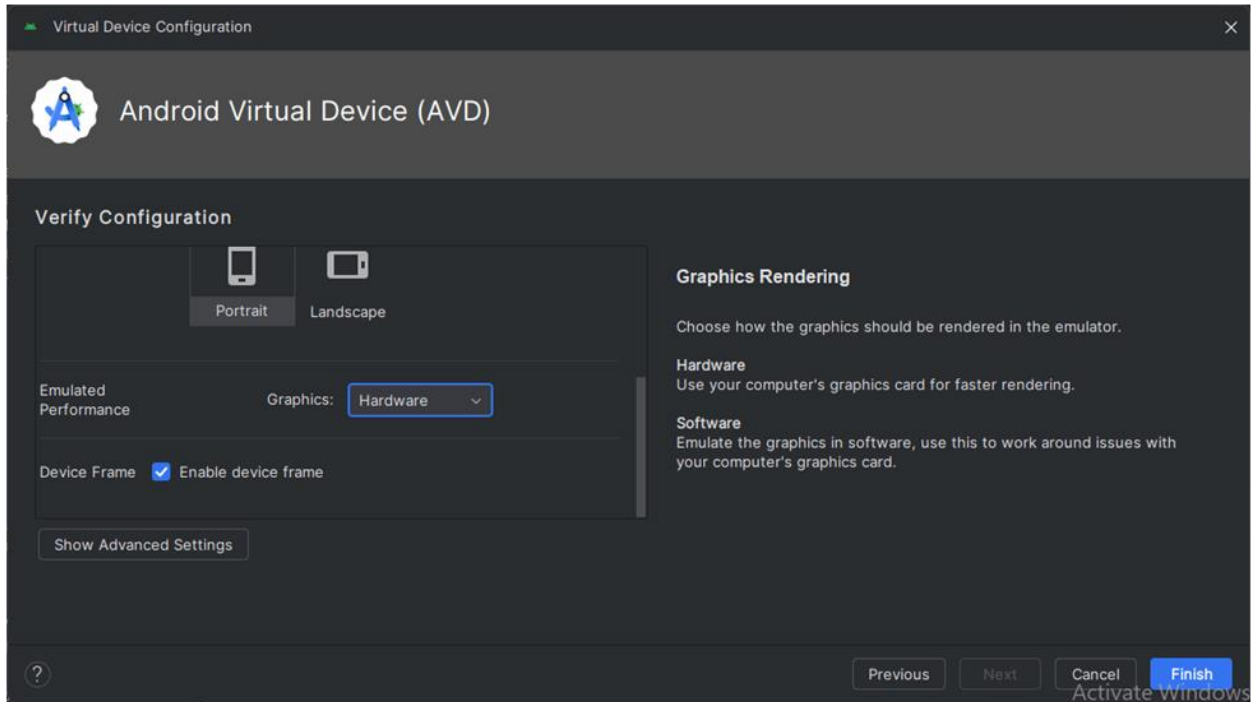 Virtual Device Configuration
Android Virtual Device (AVD)
Verify Configuration
Portrait
Landscape
Emulated
Performance
Graphics:
Hardware
Device Frame
Enable device frame
Show Advanced Settings
Graphics Rendering
Choose how the graphics should be rendered in the emulator.
Hardware
Use your computer's graphics card for faster rendering.
Software
Emulate the graphics in software, use this to work around issues with
your computer's graphics card.
?
Previous
Next
Cancel
Finish
Activate Windows